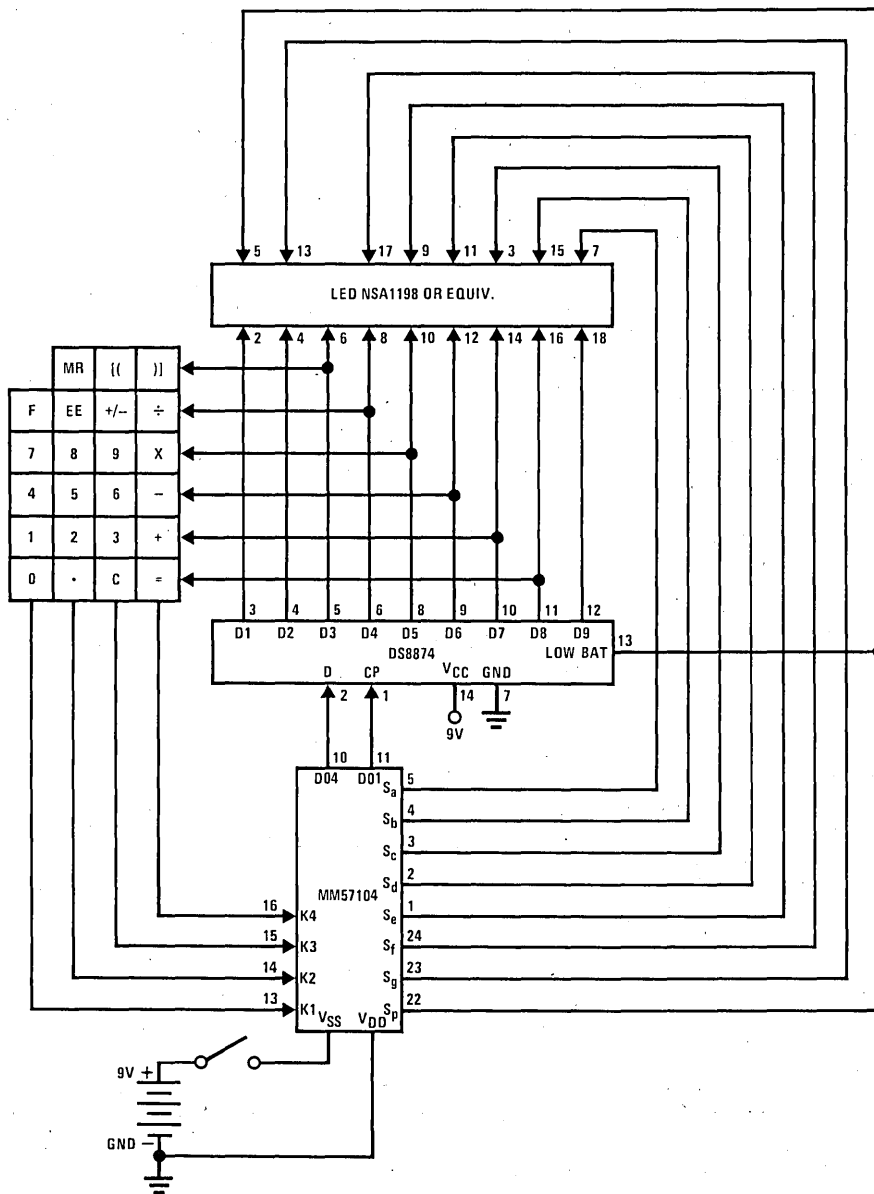 5 13 17 9 11 3 15 7
LED NSA1198 OR EQUIV.
2 4 6 8 10 12 14 16 18
MR [( )]
F EE +/– ÷
7 8 9 X
4 5 6 –
1 2 3 +
0 • C =
3 4 5 6 8 9 10 11 12
D1 D2 D3 D4 D5 D6 D7 D8 D9
13
DS8874 LOW BAT
D CP VCC GND
2 1 14 7
9V
10 11
DO4 DO1
Sa 5
Sb 4
Sc 3
Sd 2
MM57104
16 K4 Se 1
15 K3 Sf 24
14 K2 Sg 23
13 K1 Sp 22
VSS VDD
9V +
GND –